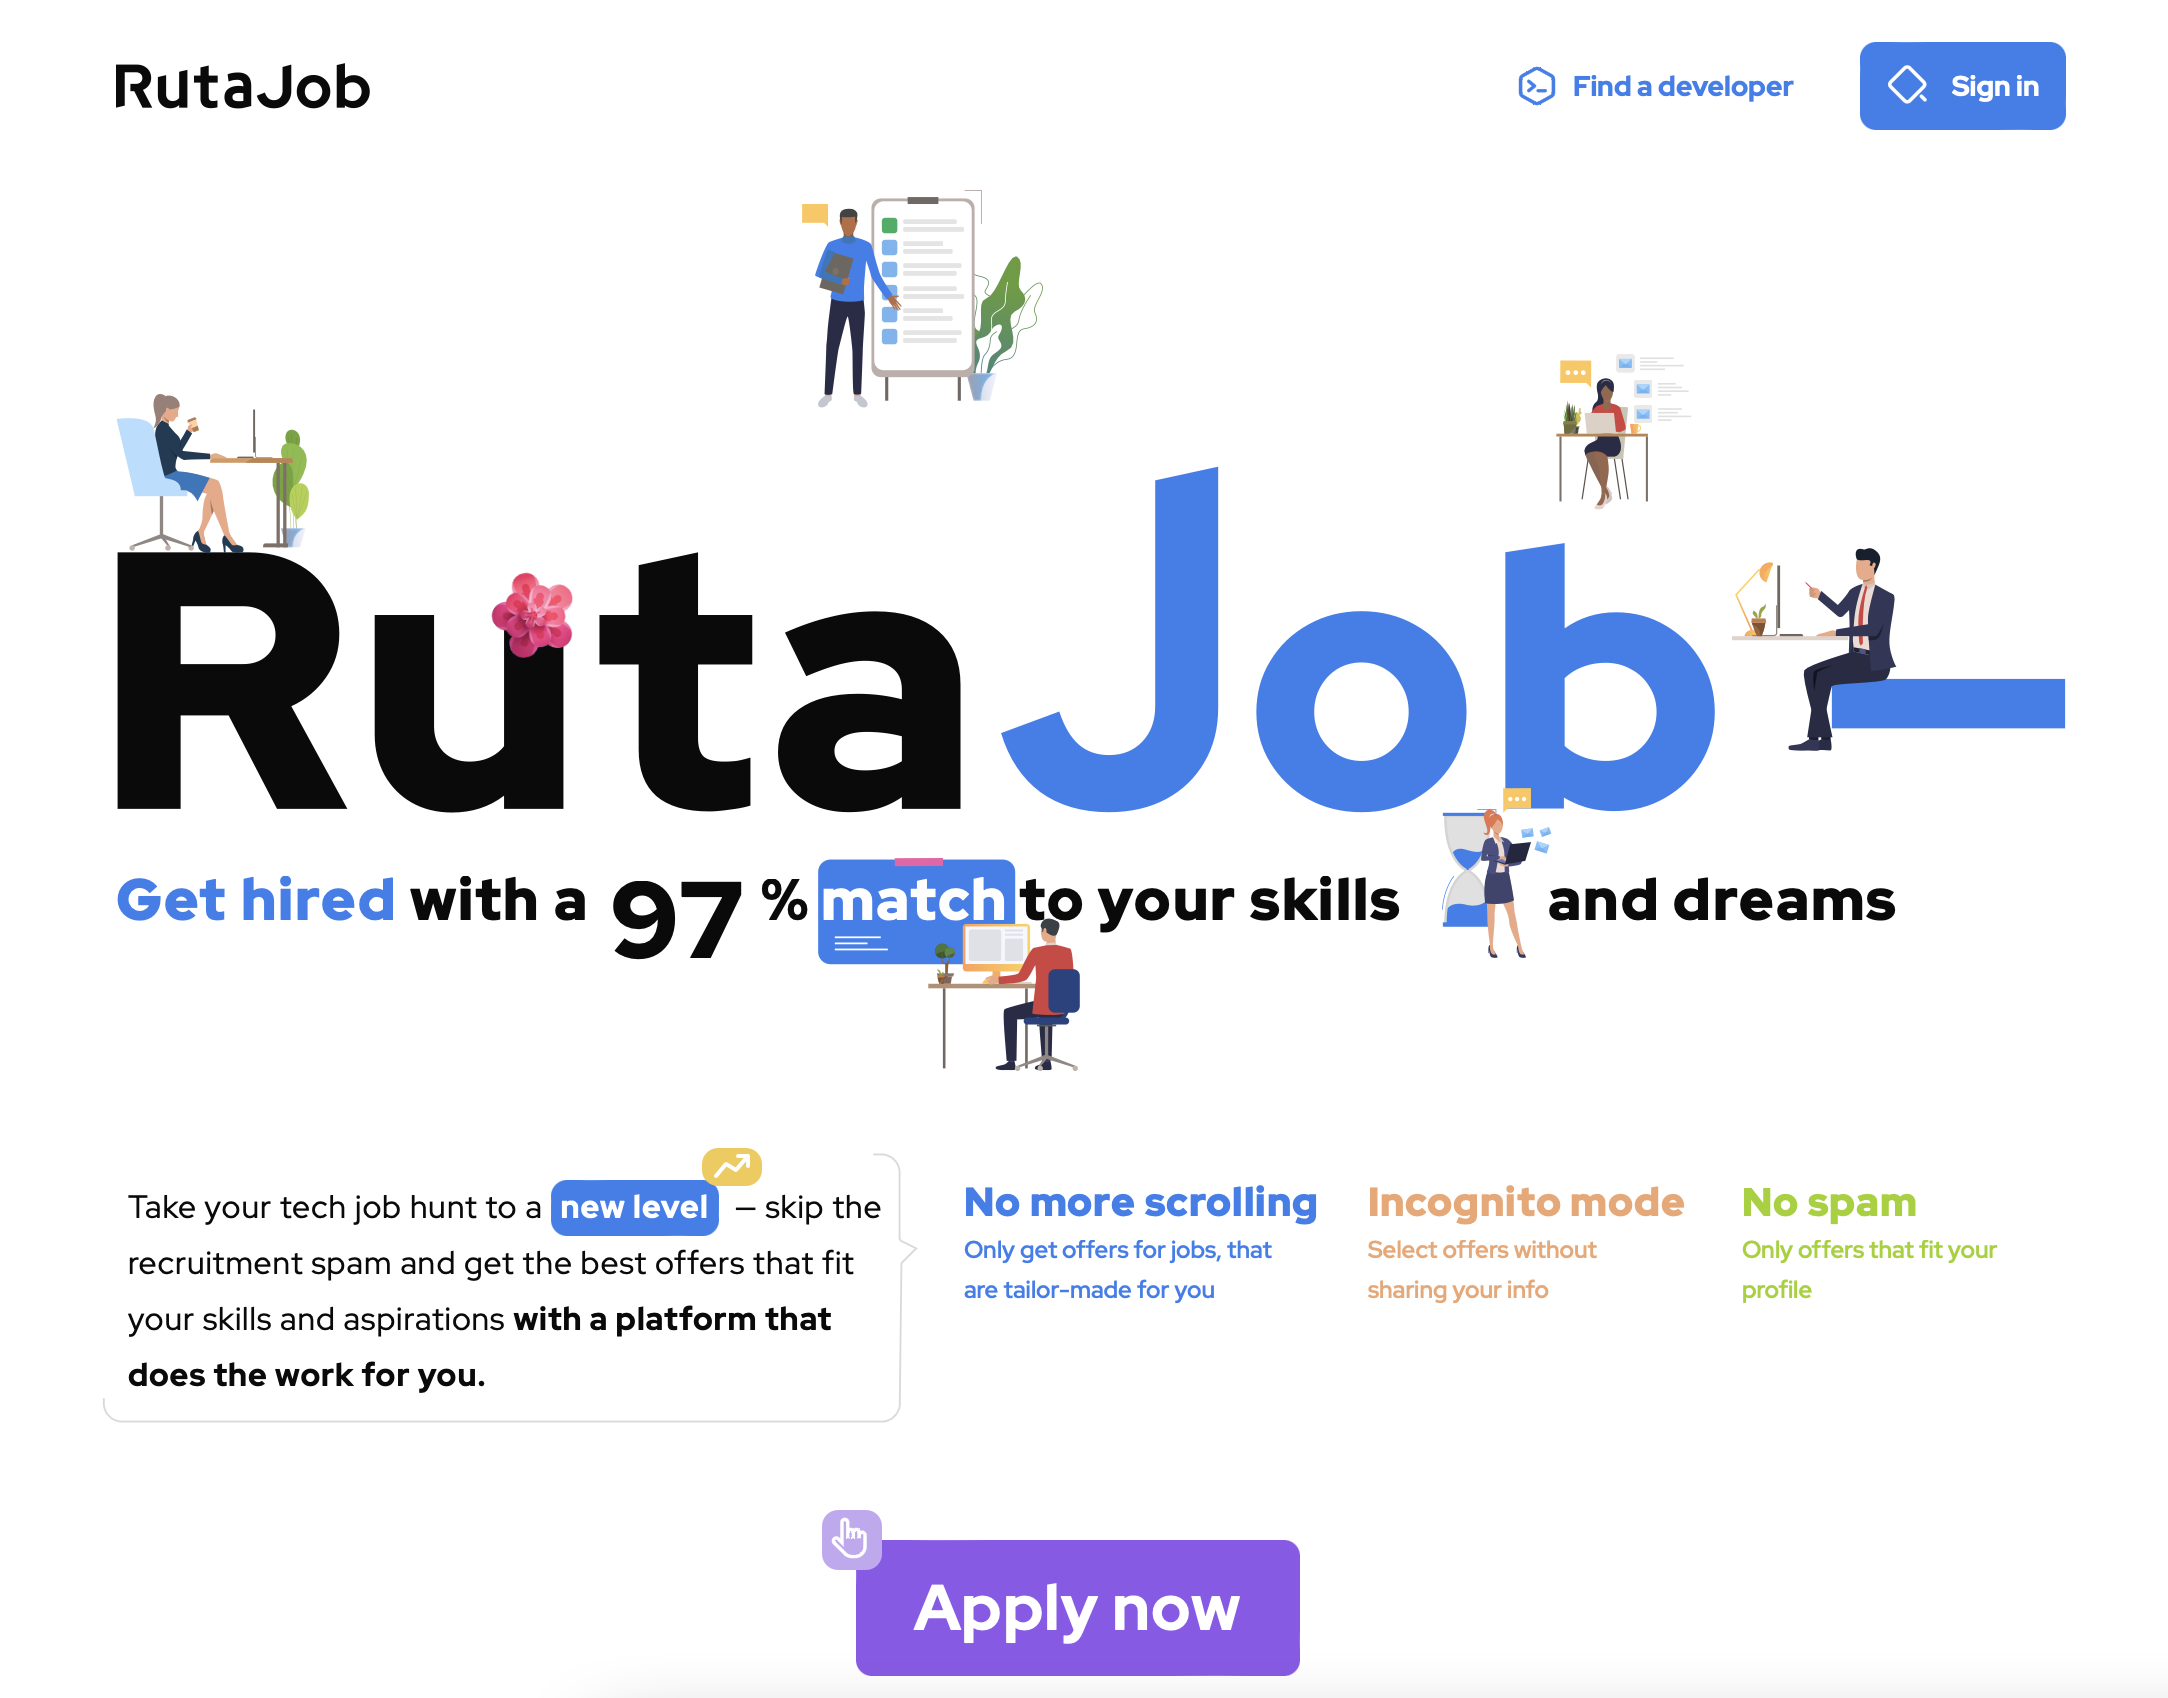 RutaJob
Find a developer
Sign in
RutaJob
Get hired with a 97 % match to your skills and dreams
Take your tech job hunt to a new level – skip the
recruitment spam and get the best offers that fit
your skills and aspirations with a platform that
does the work for you.
No more scrolling
Only get offers for jobs, that
are tailor-made for you
Incognito mode
Select offers without
sharing your info
No spam
Only offers that fit your
profile
Apply now